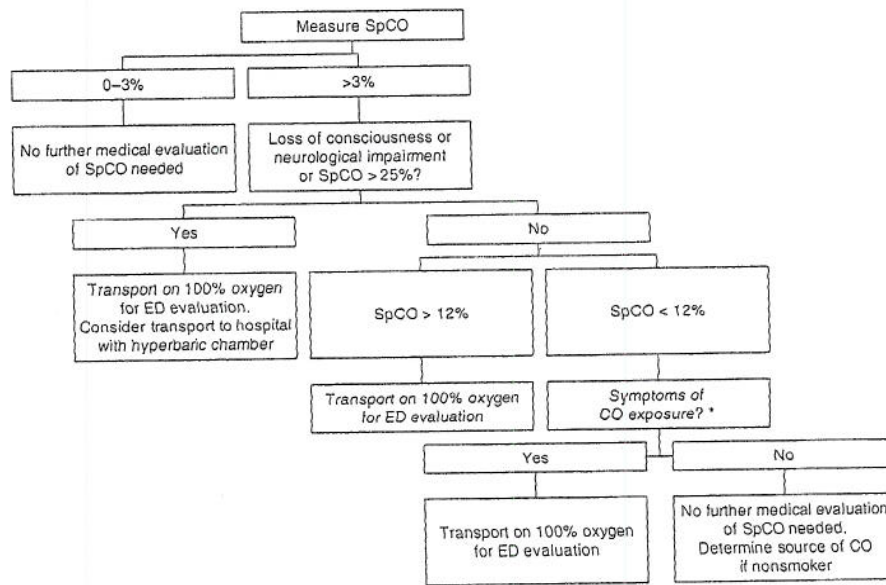 Measure SpCO
0–3%
>3%
No further medical evaluation
of SpCO needed
Loss of consciousness or
neurological impairment
or SpCO > 25%?
Yes
No
Transport on 100% oxygen
for ED evaluation.
Consider transport to hospital
with hyperbaric chamber
SpCO > 12%
SpCO < 12%
Transport on 100% oxygen
for ED evaluation
Symptoms of
CO exposure? *
Yes
No
Transport on 100% oxygen
for ED evaluation
No further medical evaluation
of SpCO needed.
Determine source of CO
if nonsmoker